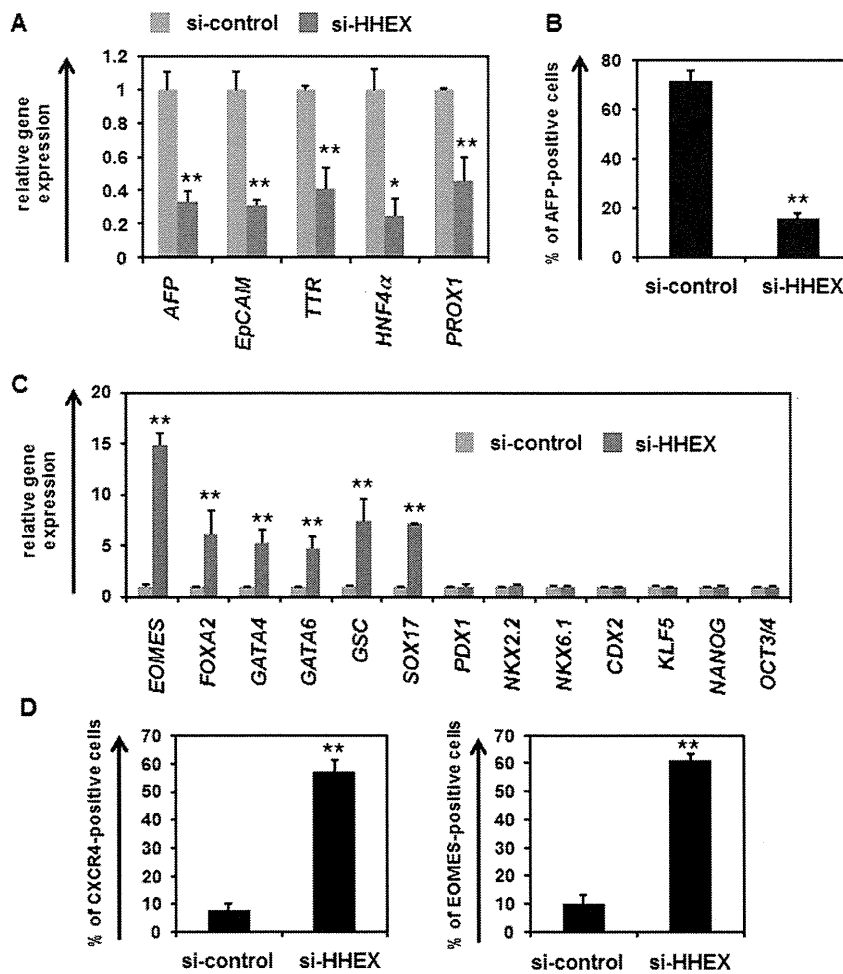 A
si-control si-HHEX
relative gene
expression
1.2
1
0.8
0.6
0.4
0.2
0
** ** ** * **
AFP EpCAM TTR HNF4α PROX1
B
% of AFP-positive cells
80
60
40
20
0
**
si-control si-HHEX
C
relative gene
expression
20
15
10
5
0
si-control si-HHEX
** ** ** ** ** **
EOMES FOXA2 GATA4 GATA6 GSC SOX17 PDX1 NKX2.2 NKX6.1 CDX2 KLF5 NANOG OCT3/4
D
% of CXCR4-positive cells
70
60
50
40
30
20
10
0
**
si-control si-HHEX
% of EOMES-positive cells
70
60
50
40
30
20
10
0
**
si-control si-HHEX